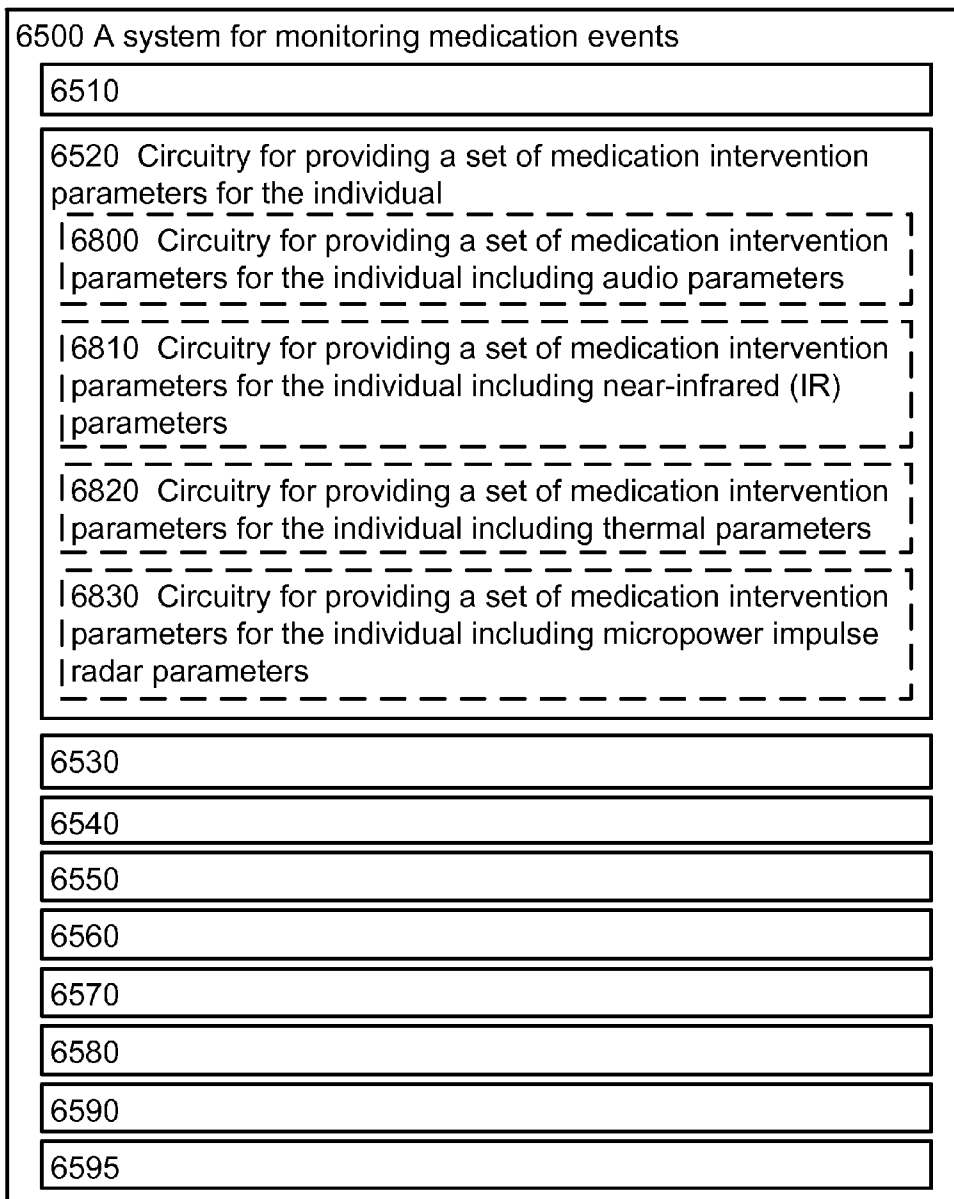 6500 A system for monitoring medication events
6510
6520 Circuitry for providing a set of medication intervention
parameters for the individual
6800 Circuitry for providing a set of medication intervention
parameters for the individual including audio parameters
6810 Circuitry for providing a set of medication intervention
parameters for the individual including near-infrared (IR)
parameters
6820 Circuitry for providing a set of medication intervention
parameters for the individual including thermal parameters
6830 Circuitry for providing a set of medication intervention
parameters for the individual including micropower impulse
radar parameters
6530
6540
6550
6560
6570
6580
6590
6595